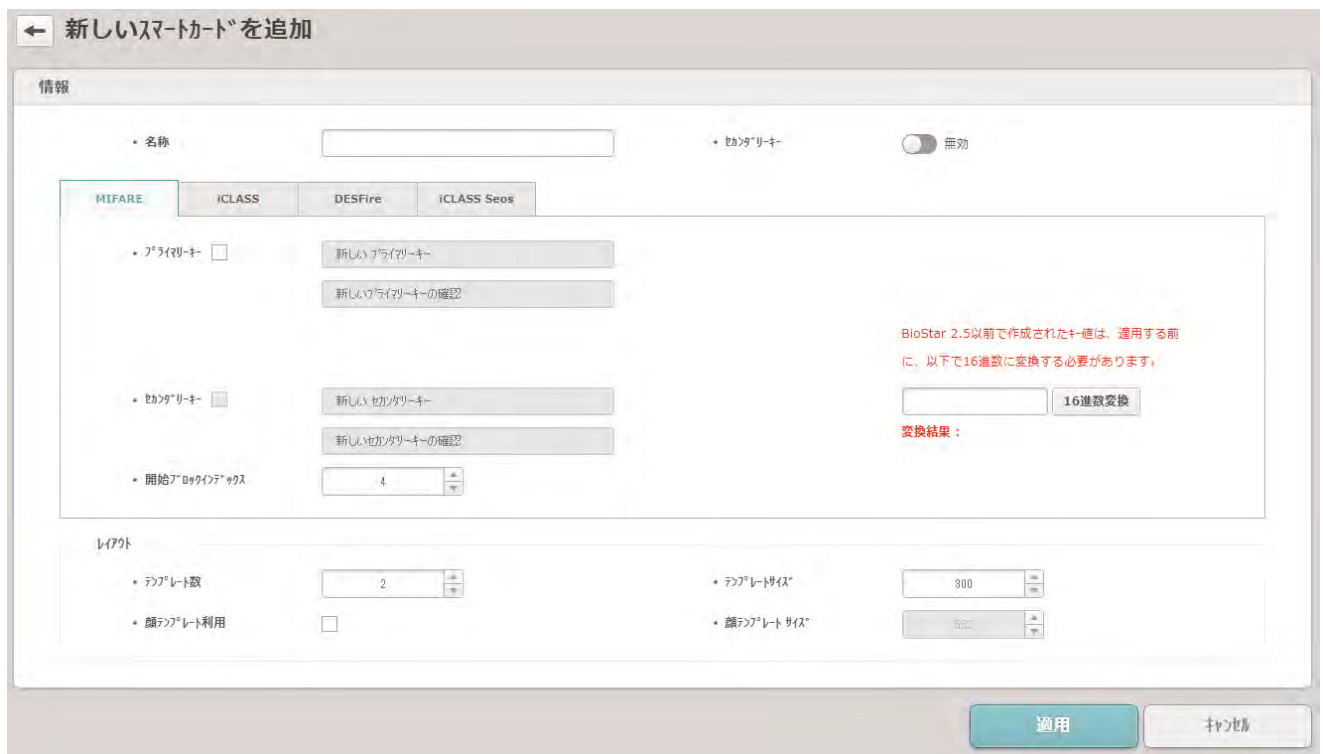 ← 新しいｽﾏｰﾄｶｰﾄﾞを追加
情報
• 名称
• ｾｶﾝﾀﾞﾘｰｷｰ
無効
MIFARE
iCLASS
DESFire
iCLASS Seos
• ﾌﾟﾗｲﾏﾘｰｷｰ
新しい ﾌﾟﾗｲﾏﾘｰｷｰ
新しいﾌﾟﾗｲﾏﾘｰｷｰの確認
BioStar 2.5以前で作成されたｷｰ値は、適用する前
に、以下で16進数に変換する必要があります。
• ｾｶﾝﾀﾞﾘｰｷｰ
新しい ｾｶﾝﾀﾞﾘｰｷｰ
16進数変換
新しいｾｶﾝﾀﾞﾘｰｷｰの確認
変換結果：
• 開始ﾌﾞﾛｯｸｲﾝﾃﾞｯｸｽ
4
ﾚｲｱｳﾄ
• ﾃﾝﾌﾟﾚｰﾄ数
2
• ﾃﾝﾌﾟﾚｰﾄｻｲｽﾞ
300
• 顔ﾃﾝﾌﾟﾚｰﾄ利用
• 顔ﾃﾝﾌﾟﾚｰﾄ ｻｲｽﾞ
適用
ｷｬﾝｾﾙ